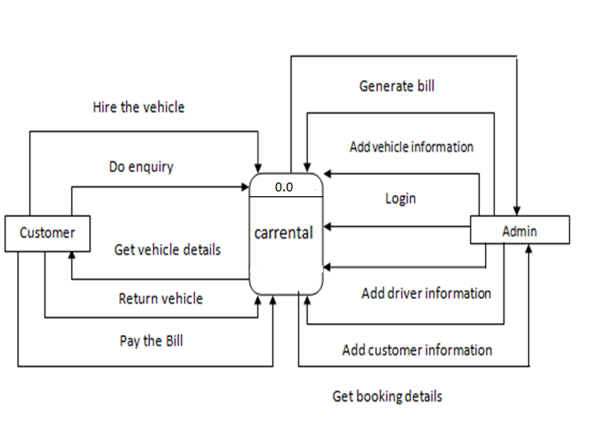 Generate bill
Hire the vehicle
Add vehicle information
Do enquiry
0.0
Login
Customer
carrental
Admin
Get vehicle details
Add driver information
Return vehicle
Pay the Bill
Add customer information
Get booking details